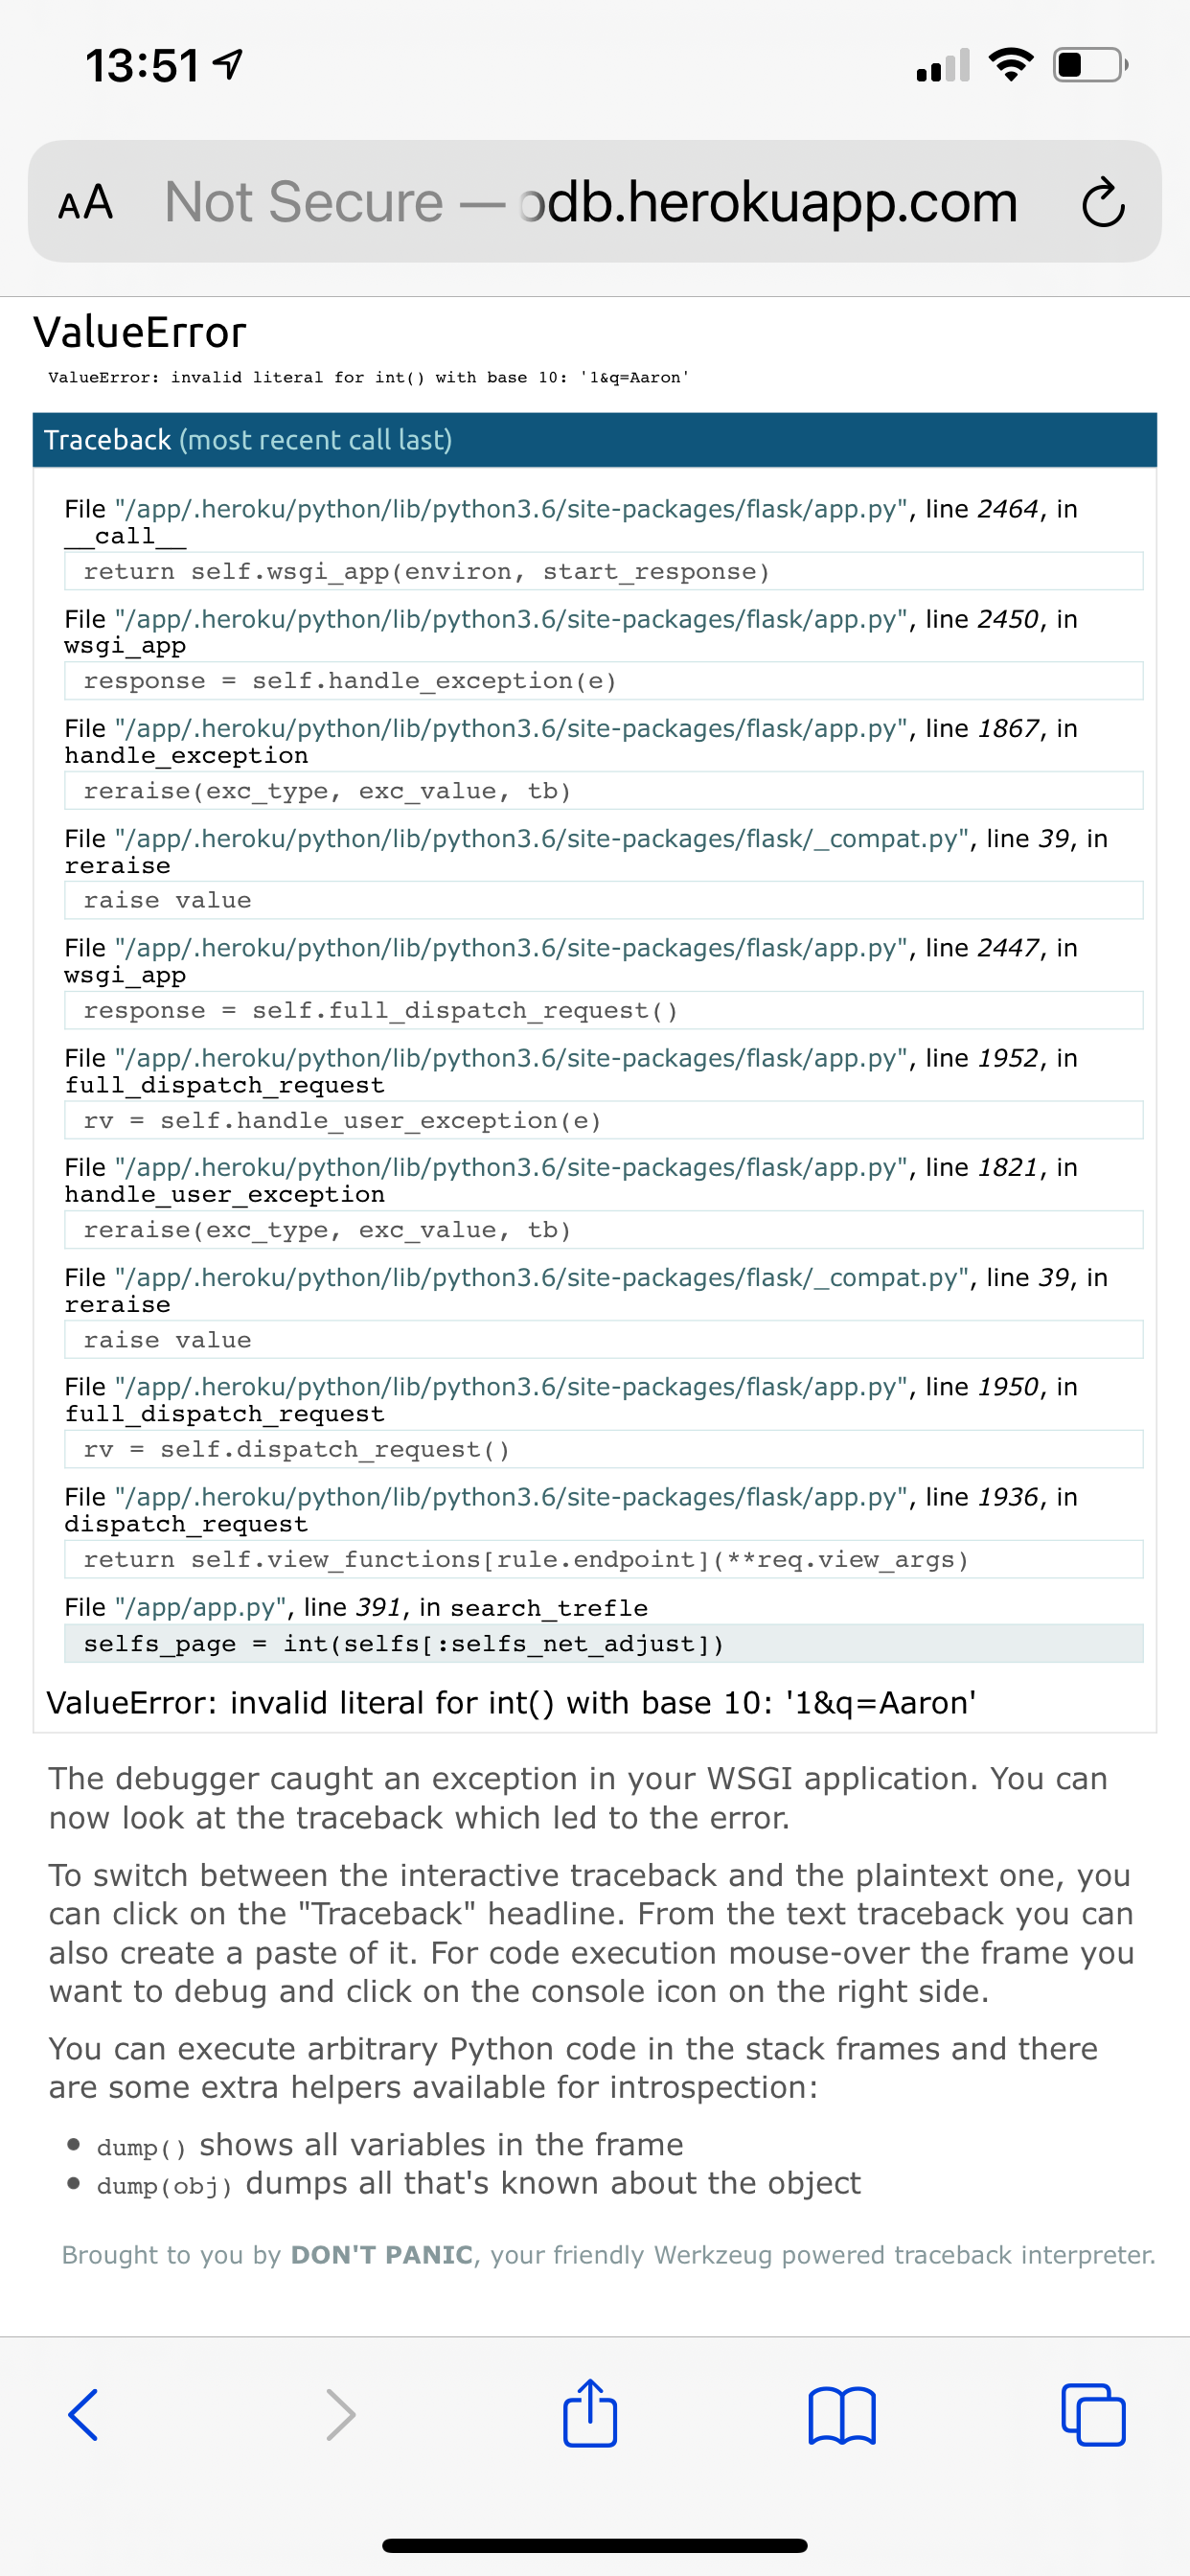 13:51
AA Not Secure — odb.herokuapp.com
ValueError
ValueError: invalid literal for int() with base 10: '1&q=Aaron'
Traceback (most recent call last)
File "/app/.heroku/python/lib/python3.6/site-packages/flask/app.py", line 2464, in
__call__
return self.wsgi_app(environ, start_response)
File "/app/.heroku/python/lib/python3.6/site-packages/flask/app.py", line 2450, in
wsgi_app
response = self.handle_exception(e)
File "/app/.heroku/python/lib/python3.6/site-packages/flask/app.py", line 1867, in
handle_exception
reraise(exc_type, exc_value, tb)
File "/app/.heroku/python/lib/python3.6/site-packages/flask/_compat.py", line 39, in
reraise
raise value
File "/app/.heroku/python/lib/python3.6/site-packages/flask/app.py", line 2447, in
wsgi_app
response = self.full_dispatch_request()
File "/app/.heroku/python/lib/python3.6/site-packages/flask/app.py", line 1952, in
full_dispatch_request
rv = self.handle_user_exception(e)
File "/app/.heroku/python/lib/python3.6/site-packages/flask/app.py", line 1821, in
handle_user_exception
reraise(exc_type, exc_value, tb)
File "/app/.heroku/python/lib/python3.6/site-packages/flask/_compat.py", line 39, in
reraise
raise value
File "/app/.heroku/python/lib/python3.6/site-packages/flask/app.py", line 1950, in
full_dispatch_request
rv = self.dispatch_request()
File "/app/.heroku/python/lib/python3.6/site-packages/flask/app.py", line 1936, in
dispatch_request
return self.view_functions[rule.endpoint](**req.view_args)
File "/app/app.py", line 391, in search_trefle
selfs_page = int(selfs[:selfs_net_adjust])
ValueError: invalid literal for int() with base 10: '1&q=Aaron'
The debugger caught an exception in your WSGI application. You can
now look at the traceback which led to the error.
To switch between the interactive traceback and the plaintext one, you
can click on the "Traceback" headline. From the text traceback you can
also create a paste of it. For code execution mouse-over the frame you
want to debug and click on the console icon on the right side.
You can execute arbitrary Python code in the stack frames and there
are some extra helpers available for introspection:
• dump() shows all variables in the frame
• dump(obj) dumps all that's known about the object
Brought to you by DON'T PANIC, your friendly Werkzeug powered traceback interpreter.